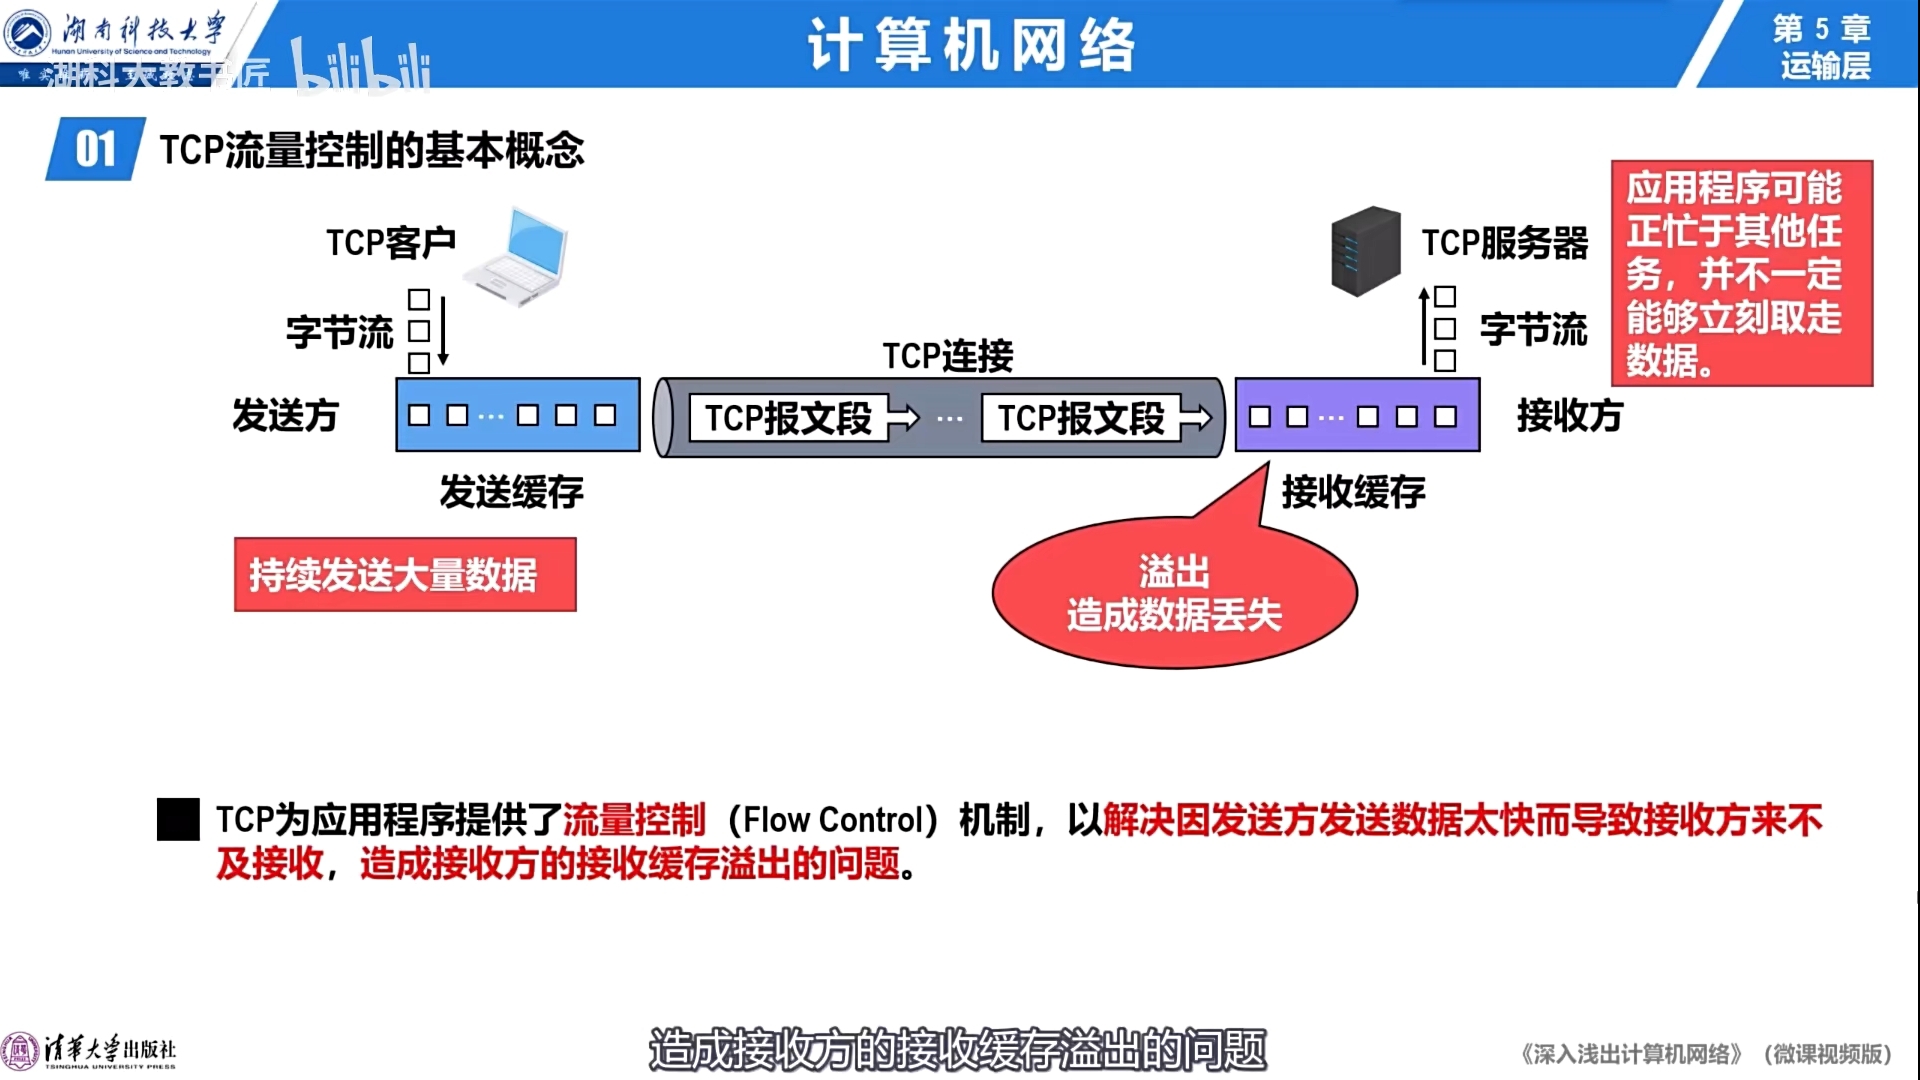 湖南科技大学
Hunan University of Science and Technology
湖科大教书匠 bilibili
计算机网络
第 5 章
运输层
01 TCP流量控制的基本概念
TCP客户
TCP服务器
应用程序可能
正忙于其他任
务，并不一定
能够立刻取走
数据。
字节流
字节流
TCP连接
发送方
TCP报文段 … TCP报文段
接收方
发送缓存
接收缓存
持续发送大量数据
溢出
造成数据丢失
TCP为应用程序提供了流量控制（Flow Control）机制，以解决因发送方发送数据太快而导致接收方来不
及接收，造成接收方的接收缓存溢出的问题。
清华大学出版社
TSINGHUA UNIVERSITY PRESS
造成接收方的接收缓存溢出的问题
《深入浅出计算机网络》（微课视频版）